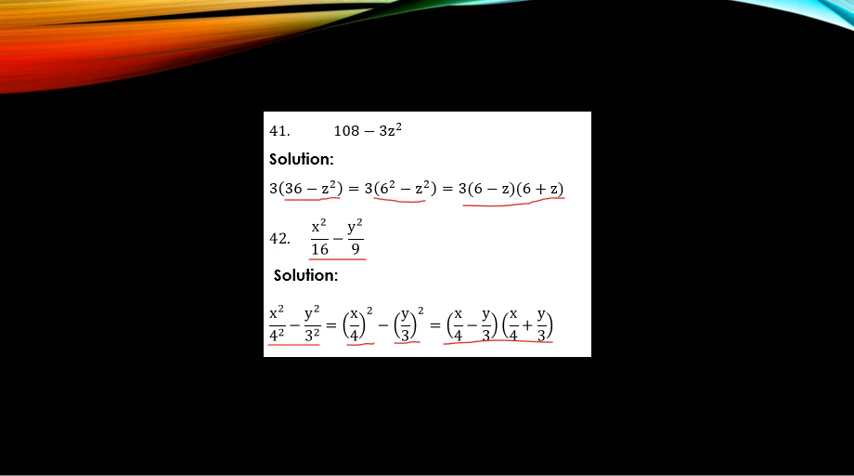 41. 108 − 3z²
Solution:
3(36 − z²) = 3(6² − z²) = 3(6 − z)(6 + z)
42. x²/16 − y²/9
Solution:
x²/4² − y²/3² = (x/4)² − (y/3)² = (x/4 − y/3)(x/4 + y/3)